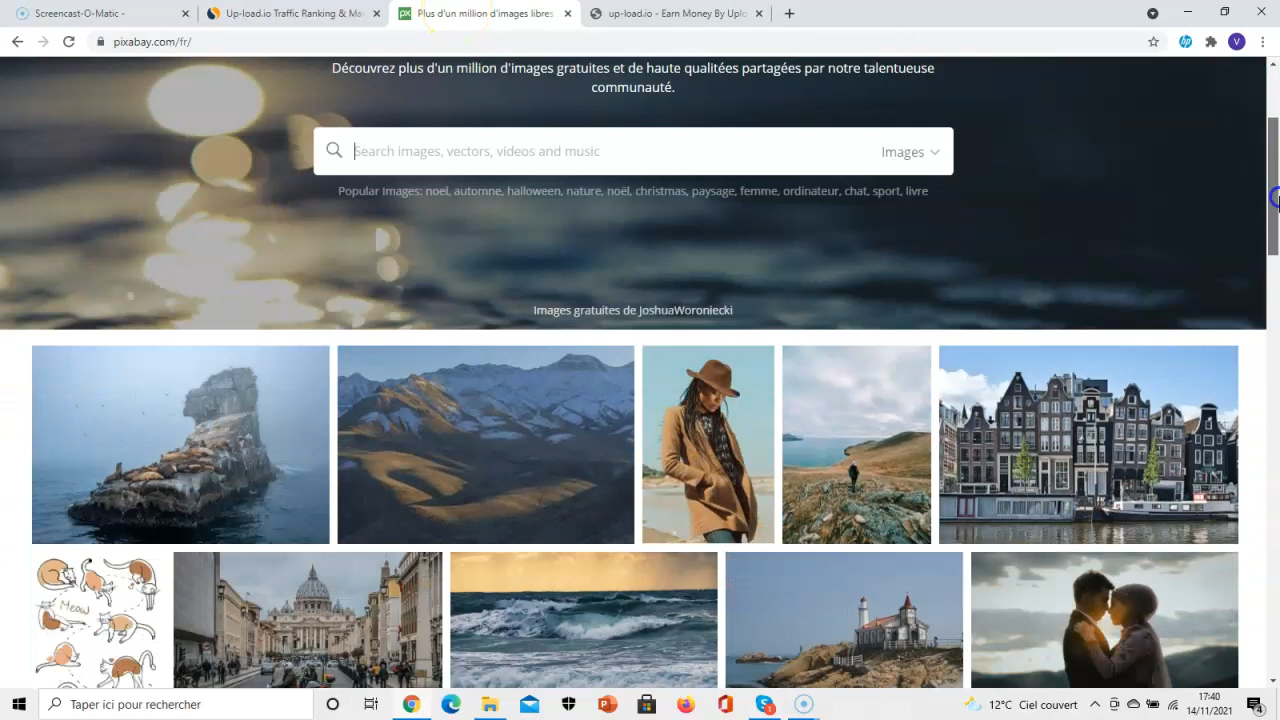 Screencast-O-Matic
Up-load.io Traffic Ranking & Ma
Plus d'un million d'images libres
up-load.io - Earn Money By Uplo
pixabay.com/fr/
V
Découvrez plus d'un million d'images gratuites et de haute qualitées partagées par notre talentueuse
communauté.
Search images, vectors, videos and music
Images
Popular Images: noel, automne, halloween, nature, noël, christmas, paysage, femme, ordinateur, chat, sport, livre
Images gratuites de JoshuaWoroniecki
Meow
Taper ici pour rechercher
12°C Ciel couvert
17:40
14/11/2021
4